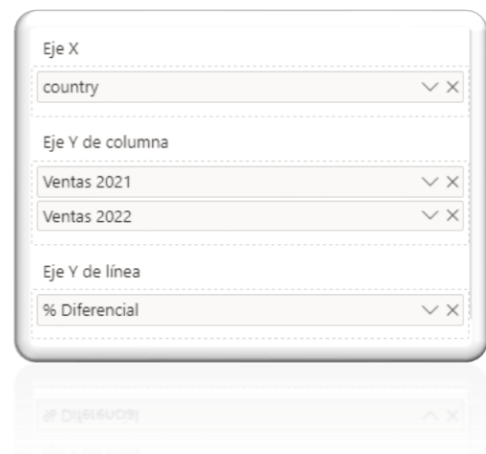 Eje X
country
Eje Y de columna
Ventas 2021
Ventas 2022
Eje Y de línea
% Diferencial